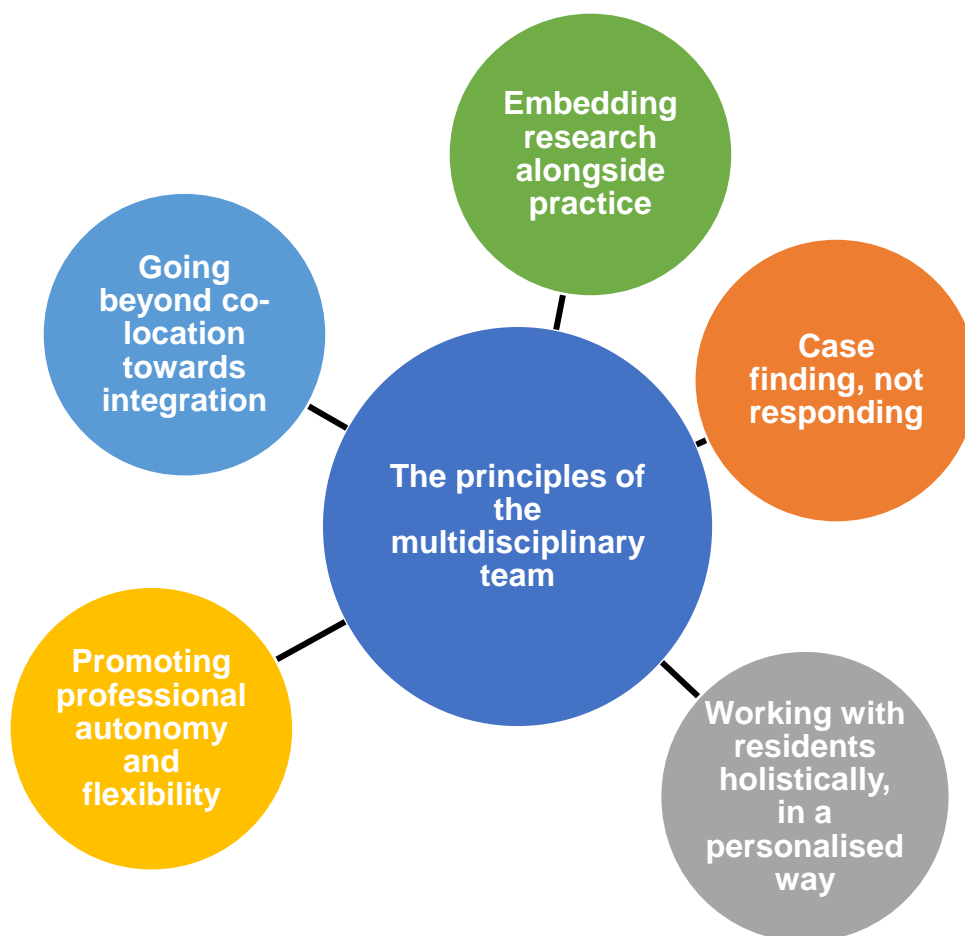 Embedding
research
alongside
practice
Going
beyond co-
location
towards
integration
Case
finding, not
responding
The principles of
the
multidisciplinary
team
Promoting
professional
autonomy
and
flexibility
Working with
residents
holistically,
in a
personalised
way